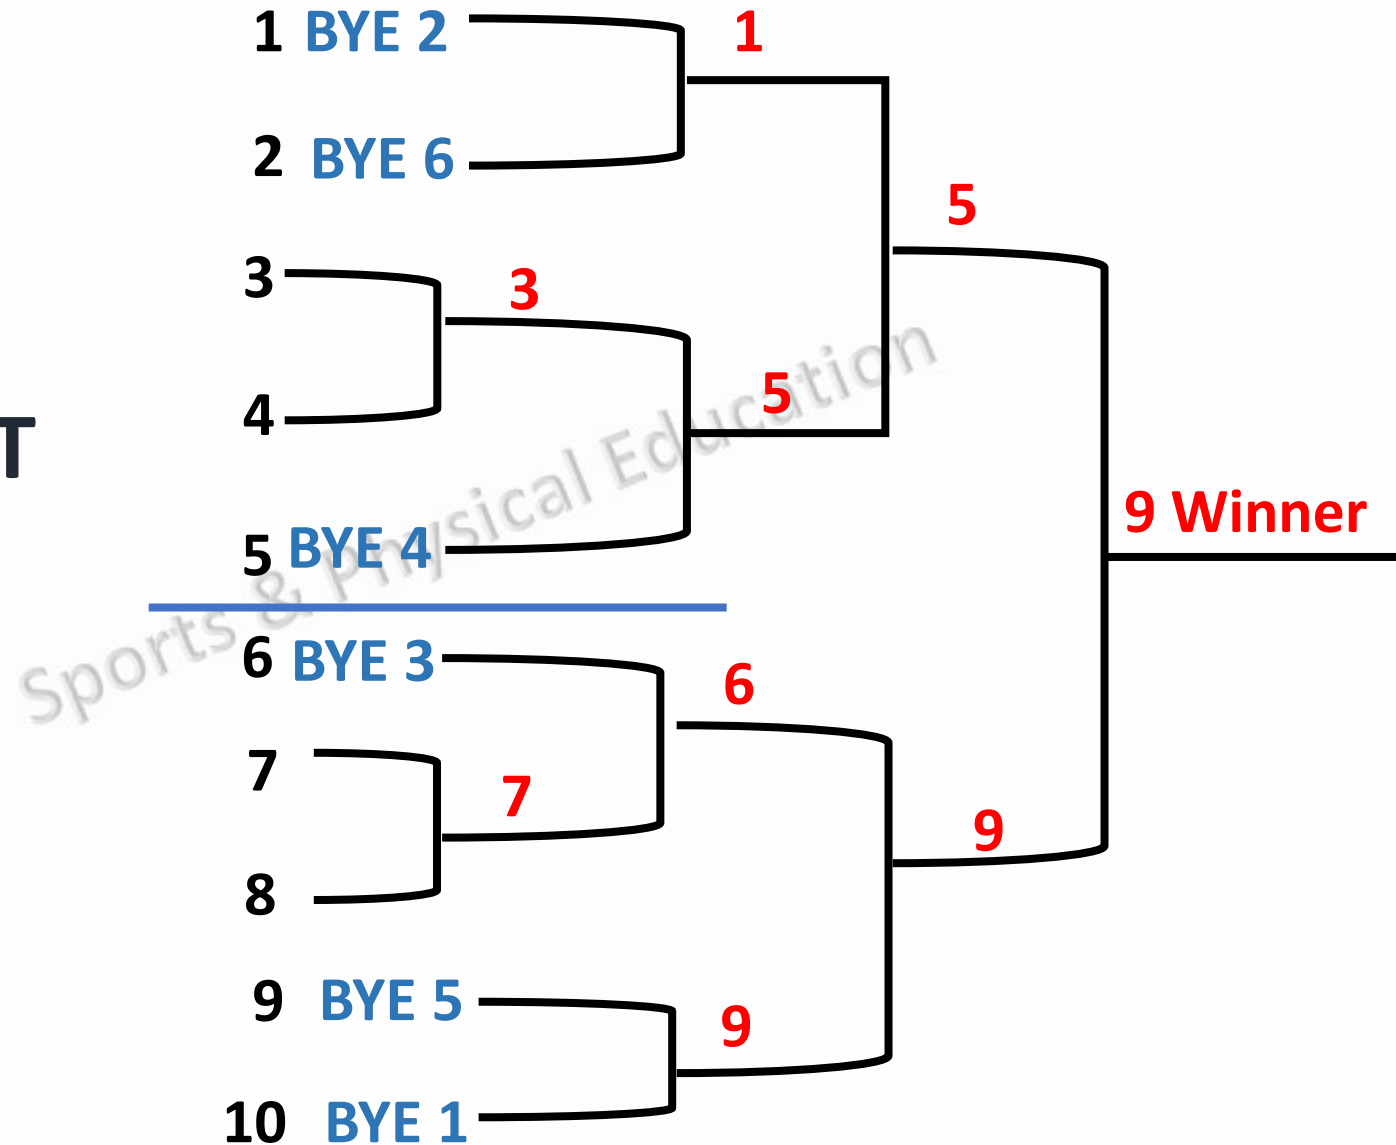 1 BYE 2
1
2 BYE 6
5
3
3
4
5
5 BYE 4
9 Winner
T
Sports & Physical Education
6 BYE 3
6
7
7
8
9
9 BYE 5
9
10 BYE 1